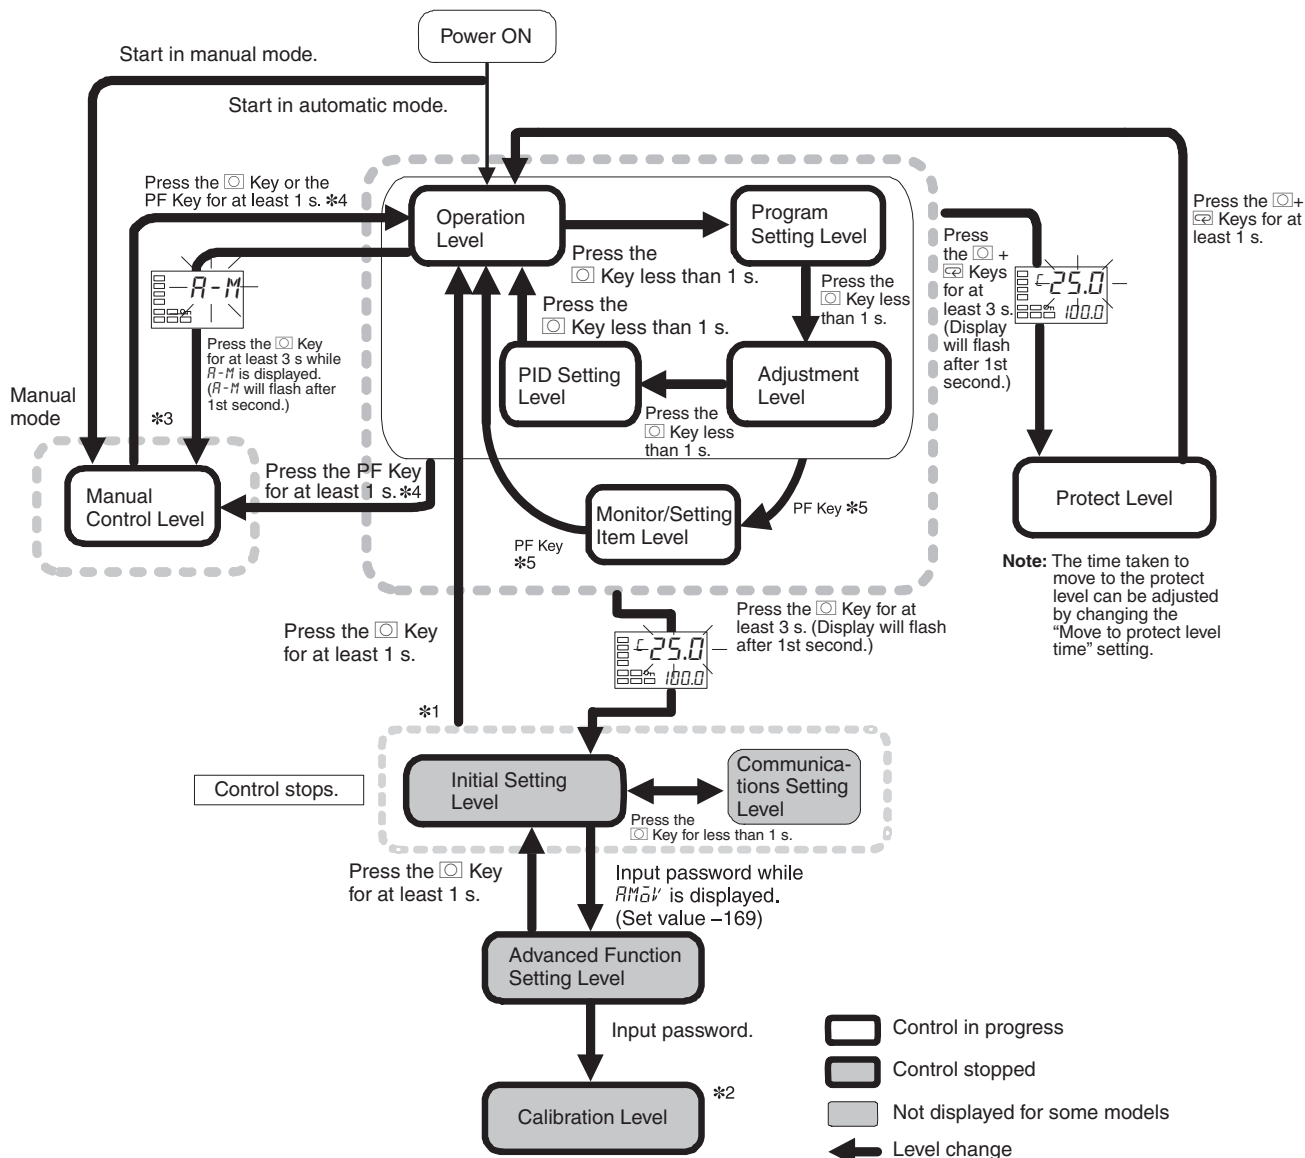 Power ON
Start in manual mode.
Start in automatic mode.
Press the Key or the
PF Key for at least 1 s. *4
Operation
Level
Program
Setting Level
Press the
Key less than 1 s.
Press the
Key less than 1 s.
Press the
Key less
than 1 s.
PID Setting
Level
Adjustment
Level
Press the
Key less
than 1 s.
A-M
Press the Key
for at least 3 s while
A-M is displayed.
(A-M will flash after
1st second.)
Manual
mode
*3
Manual
Control Level
Press the PF Key
for at least 1 s. *4
Monitor/Setting
Item Level
PF Key *5
PF Key
*5
Press
the +
Keys
for at
least 3 s.
(Display
will flash
after 1st
second.)
C 25.0
100.0
Press the +
Keys for at
least 1 s.
Protect Level
Note: The time taken to
move to the protect
level can be adjusted
by changing the
“Move to protect level
time” setting.
Press the Key
for at least 1 s.
Press the Key for at
least 3 s. (Display will flash
after 1st second.)
C 25.0
100.0
*1
Control stops.
Initial Setting
Level
Communica-
tions Setting
Level
Press the
Key for less than 1 s.
Press the Key
for at least 1 s.
Input password while
AMOV is displayed.
(Set value –169)
Advanced Function
Setting Level
Input password.
Calibration Level
*2
Control in progress
Control stopped
Not displayed for some models
Level change